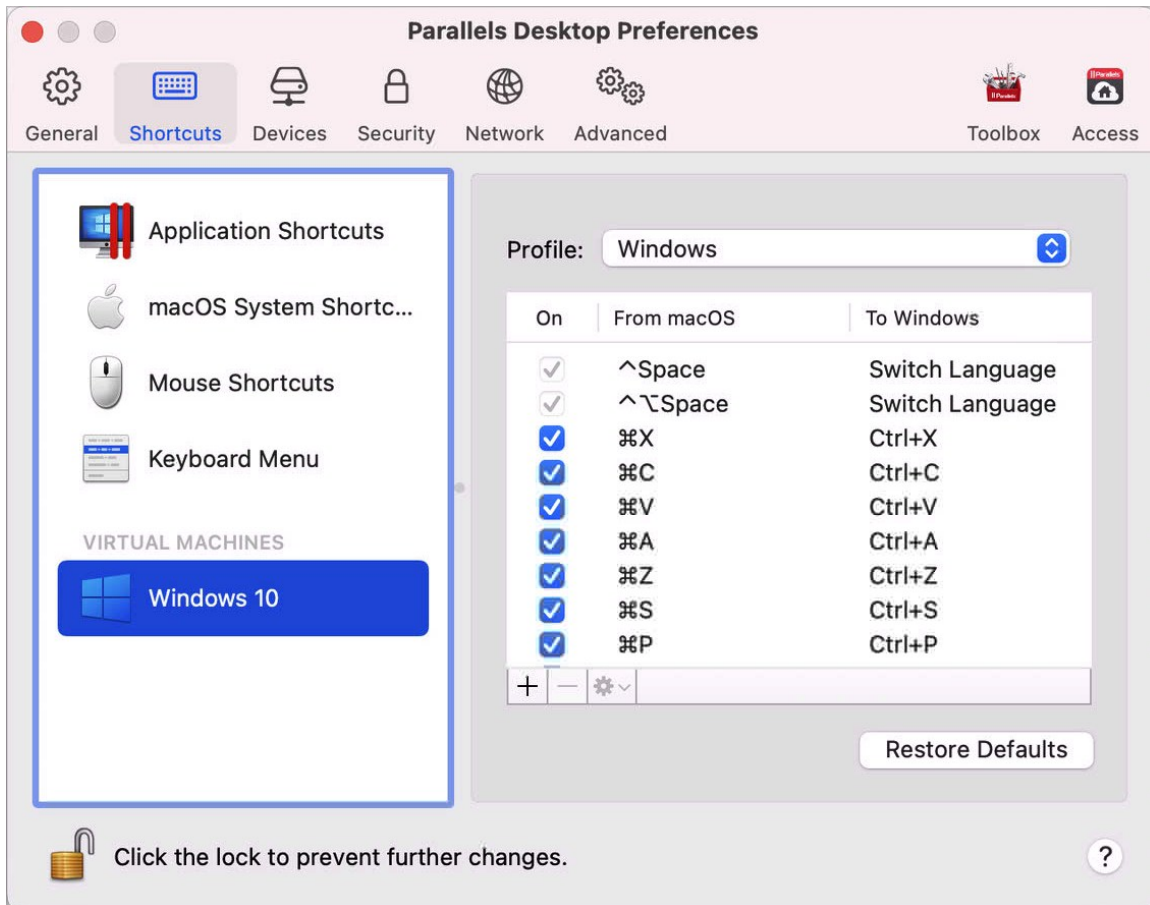 Parallels Desktop Preferences
General Shortcuts Devices Security Network Advanced Toolbox Access
Application Shortcuts
macOS System Shortc...
Mouse Shortcuts
Keyboard Menu
VIRTUAL MACHINES
Windows 10
Profile: Windows
On From macOS To Windows
^Space Switch Language
^⌥Space Switch Language
⌘X Ctrl+X
⌘C Ctrl+C
⌘V Ctrl+V
⌘A Ctrl+A
⌘Z Ctrl+Z
⌘S Ctrl+S
⌘P Ctrl+P
Restore Defaults
Click the lock to prevent further changes.
?